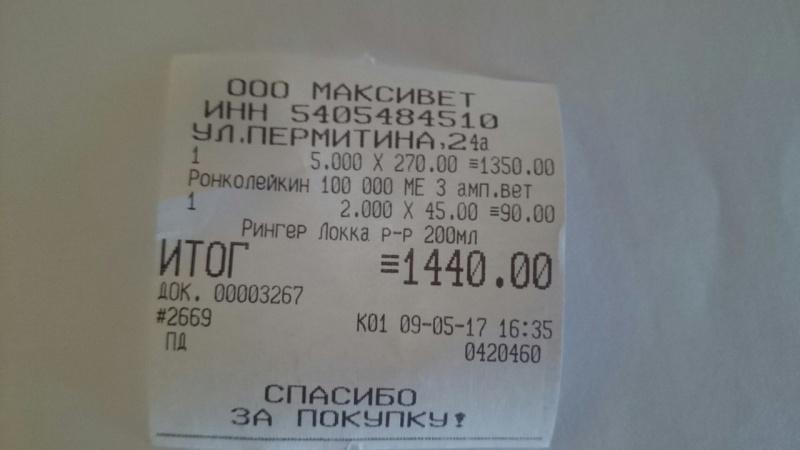 ООО МАКСИВЕТ
ИНН 5405484510
УЛ.ПЕРМИТИНА,24а
1 5.000 X 270.00 ≡1350.00
Ронколейкин 100 000 МЕ 3 амп.вет
1 2.000 X 45.00 ≡90.00
Рингер Локка р-р 200мл
ИТОГ ≡1440.00
ДОК. 00003267
#2669 К01 09-05-17 16:35
ПД 0420460
СПАСИБО
ЗА ПОКУПКУ!